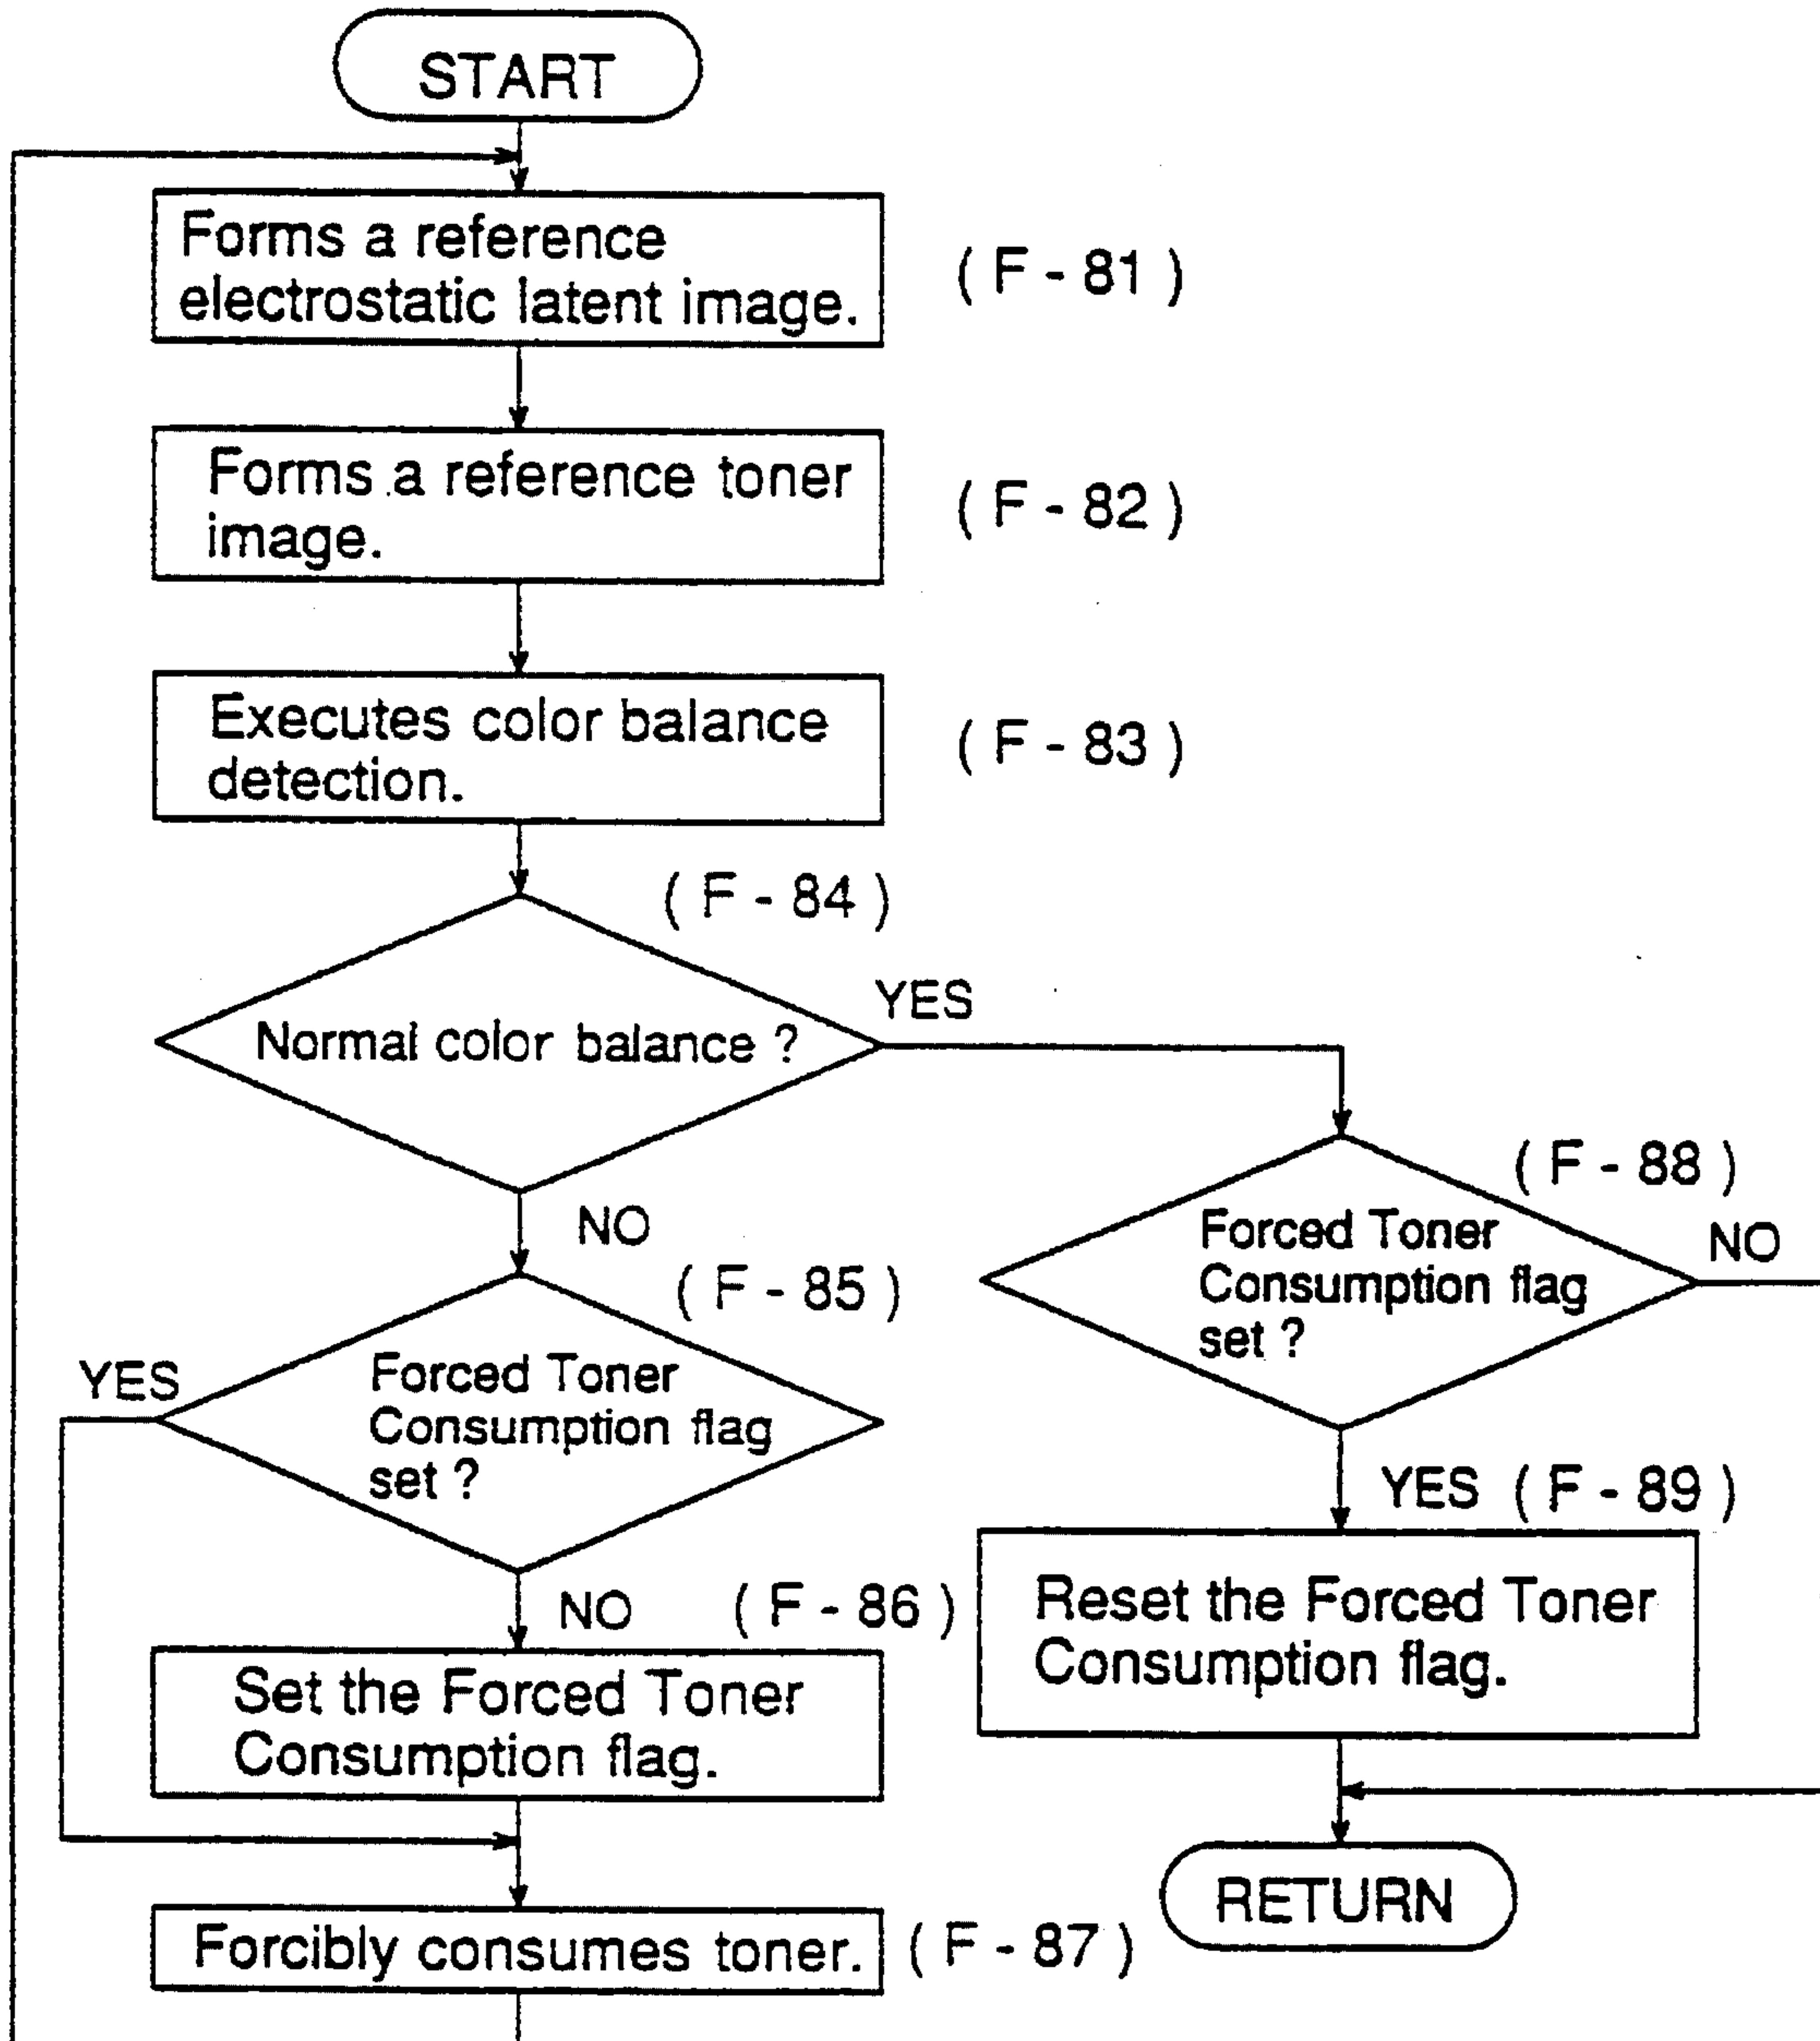 START
Forms a reference
electrostatic latent image.
( F - 81 )
Forms a reference toner
image.
( F - 82 )
Executes color balance
detection.
( F - 83 )
( F - 84 )
Normal color balance ?
YES
NO
( F - 85 )
Forced Toner
Consumption flag
set ?
YES
NO
( F - 86 )
Set the Forced Toner
Consumption flag.
Forcibly consumes toner.
( F - 87 )
( F - 88 )
Forced Toner
Consumption flag
set ?
NO
YES ( F - 89 )
Reset the Forced Toner
Consumption flag.
RETURN